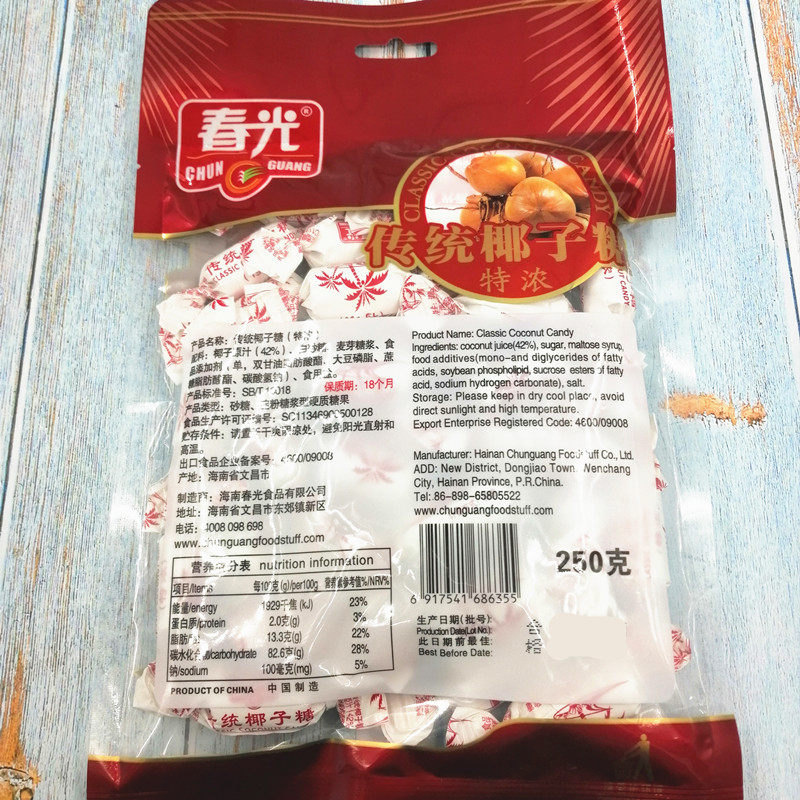 春光®
CHUN GUANG
CLASSIC COCONUT CANDY
传统椰子糖
特浓
产品名称：传统椰子糖（特浓）
配料：椰子原汁（42%）、白砂糖、麦芽糖浆、食
品添加剂（单，双甘油脂肪酸酯、大豆磷脂、蔗
糖脂肪酸酯、碳酸氢钠）、食用盐。
产品标准号：SB/T 10018 保质期：18个月
产品类型：砂糖、淀粉糖浆型硬质糖果
食品生产许可证编号：SC11346900500128
贮存条件：请置于干爽阴凉处，避免阳光直射和
高温。
出口食品企业备案号：4600/09008
产地：海南省文昌市
制造商：海南春光食品有限公司
地址：海南省文昌市东郊镇新区
电话：4008 098 698
www.chunguangfoodstuff.com
Product Name: Classic Coconut Candy
Ingredients: coconut juice(42%), sugar, maltose syrup,
food additives(mono-and diglycerides of fatty
acids, soybean phospholipid, sucrose esters of fatty
acid, sodium hydrogen carbonate), salt.
Storage: Please keep in dry cool place, avoid
direct sunlight and high temperature.
Export Enterprise Registered Code: 4600/09008
Manufacturer: Hainan Chunguang Foodstuff Co., Ltd.
ADD: New District, Dongjiao Town, Wenchang
City, Hainan Province, P.R.China.
Tel: 86-898-65805522
www.chunguangfoodstuff.com
营养成分表 nutrition information
项目/Items 每100克(g)/per100g 营养素参考值%/NRV%
能量/energy 1929千焦(kJ) 23%
蛋白质/protein 2.0克(g) 3%
脂肪/fat 13.3克(g) 22%
碳水化合物/carbohydrate 82.6克(g) 28%
钠/sodium 100毫克(mg) 5%
PRODUCT OF CHINA 中国制造
6 917541 686355
250克
生产日期(批号):
Production Date(Lot No.):
此日期前最佳:
Best Before Date:
传统椰子糖